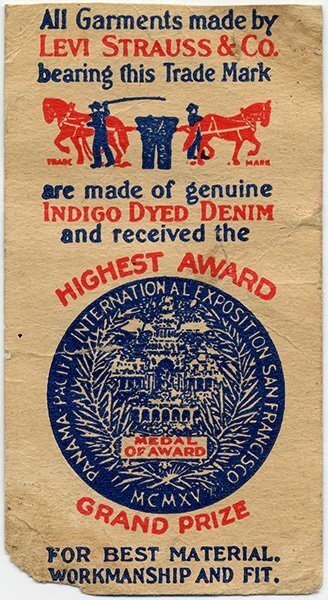 All Garments made by
LEVI STRAUSS & CO.
bearing this Trade Mark
TRADE MARK
are made of genuine
INDIGO DYED DENIM
and received the
HIGHEST AWARD
PANAMA-PACIFIC INTERNATIONAL EXPOSITION SAN FRANCISCO
MEDAL
OF AWARD
MCMXV
GRAND PRIZE
FOR BEST MATERIAL.
WORKMANSHIP AND FIT.